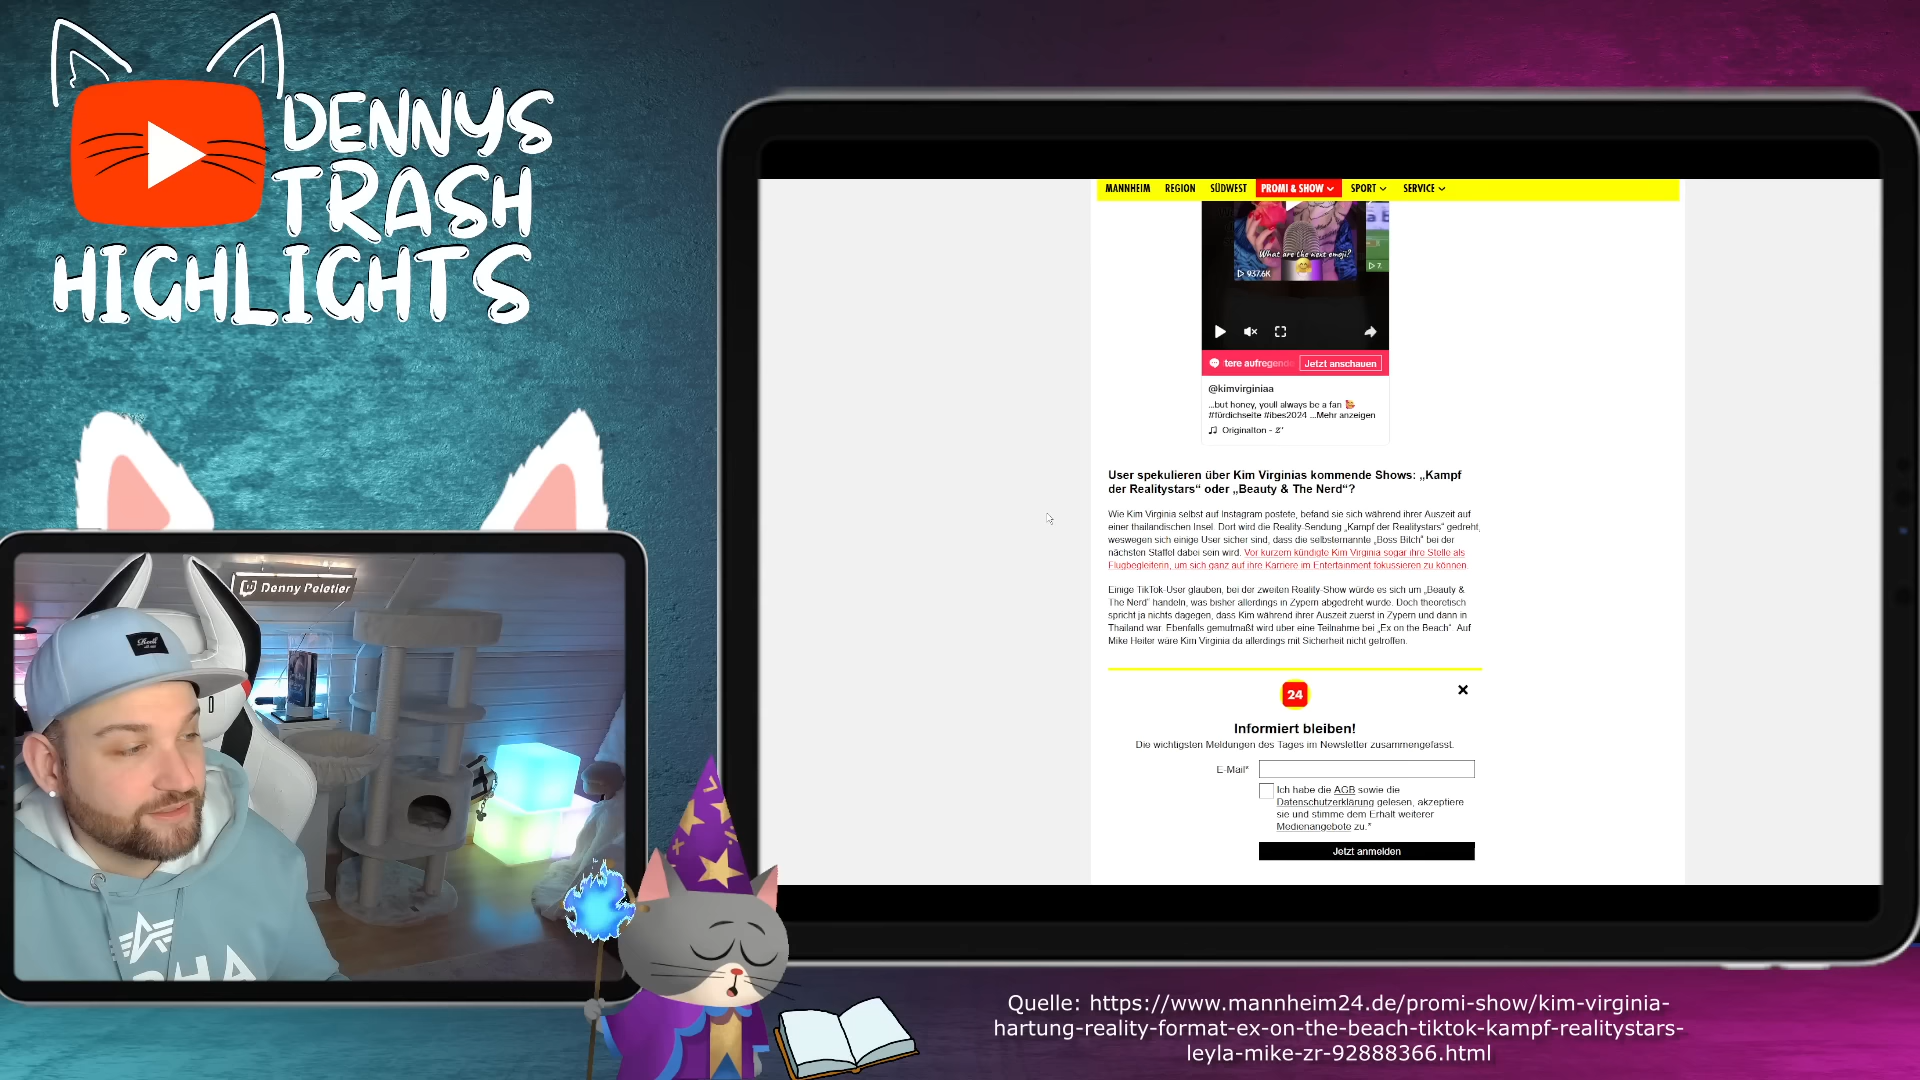 DENNYS
TRASH
HIGHLIGHTS
Denny Peletier
MANNHEIM REGION SÜDWEST PROMI & SHOW SPORT SERVICE
What are the next emoji?
937.6K
7.
tere aufregende Jetzt anschauen
@kimvirginiaa
...but honey, youll always be a fan
#fürdichseite #ibes2024 ...Mehr anzeigen
Originalton - 𝓏'
User spekulieren über Kim Virginias kommende Shows: „Kampf
der Realitystars“ oder „Beauty & The Nerd“?
Wie Kim Virginia selbst auf Instagram postete, befand sie sich während ihrer Auszeit auf
einer thailändischen Insel. Dort wird die Reality-Sendung „Kampf der Realitystars“ gedreht,
weswegen sich einige User sicher sind, dass die selbsternannte „Boss Bitch“ bei der
nächsten Staffel dabei sein wird. Vor kurzem kündigte Kim Virginia sogar ihre Stelle als
Flugbegleiterin, um sich ganz auf ihre Karriere im Entertainment fokussieren zu können.
Einige TikTok-User glauben, bei der zweiten Reality-Show würde es sich um „Beauty &
The Nerd“ handeln, was bisher allerdings in Zypern abgedreht wurde. Doch theoretisch
spricht ja nichts dagegen, dass Kim während ihrer Auszeit zuerst in Zypern und dann in
Thailand war. Ebenfalls gemutmaßt wird über eine Teilnahme bei „Ex on the Beach“. Auf
Mike Heiter wäre Kim Virginia da allerdings mit Sicherheit nicht getroffen.
24
Informiert bleiben!
Die wichtigsten Meldungen des Tages im Newsletter zusammengefasst.
E-Mail*
Ich habe die AGB sowie die
Datenschutzerklärung gelesen, akzeptiere
sie und stimme dem Erhalt weiterer
Medienangebote zu.*
Jetzt anmelden
Quelle: https://www.mannheim24.de/promi-show/kim-virginia-
hartung-reality-format-ex-on-the-beach-tiktok-kampf-realitystars-
leyla-mike-zr-92888366.html